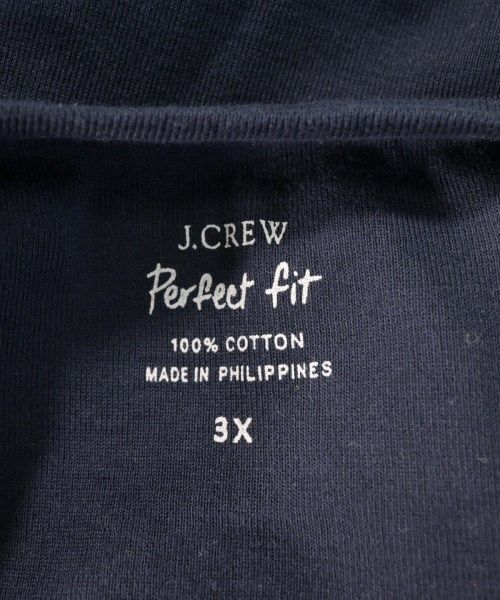 J.CREW
Perfect fit
100% COTTON
MADE IN PHILIPPINES
3X